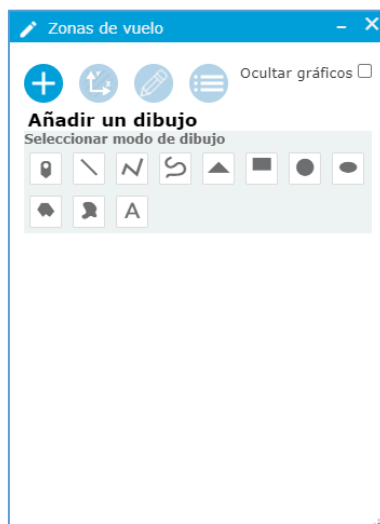 Zonas de vuelo
Ocultar gráficos
Añadir un dibujo
Seleccionar modo de dibujo
A